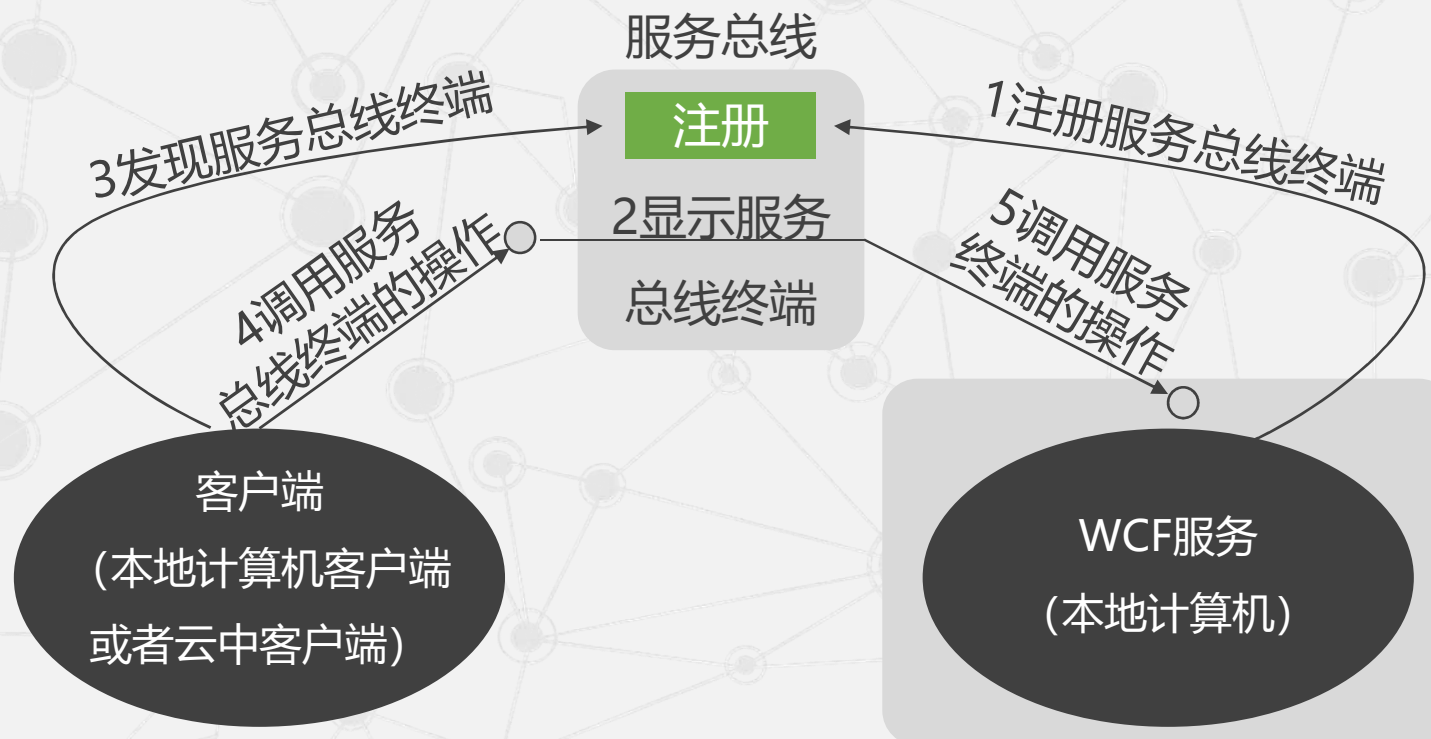 服务总线
注册
3发现服务总线终端
1注册服务总线终端
2显示服务
总线终端
4调用服务
总线终端的操作
5调用服务
终端的操作
客户端
（本地计算机客户端
或者云中客户端）
WCF服务
（本地计算机）